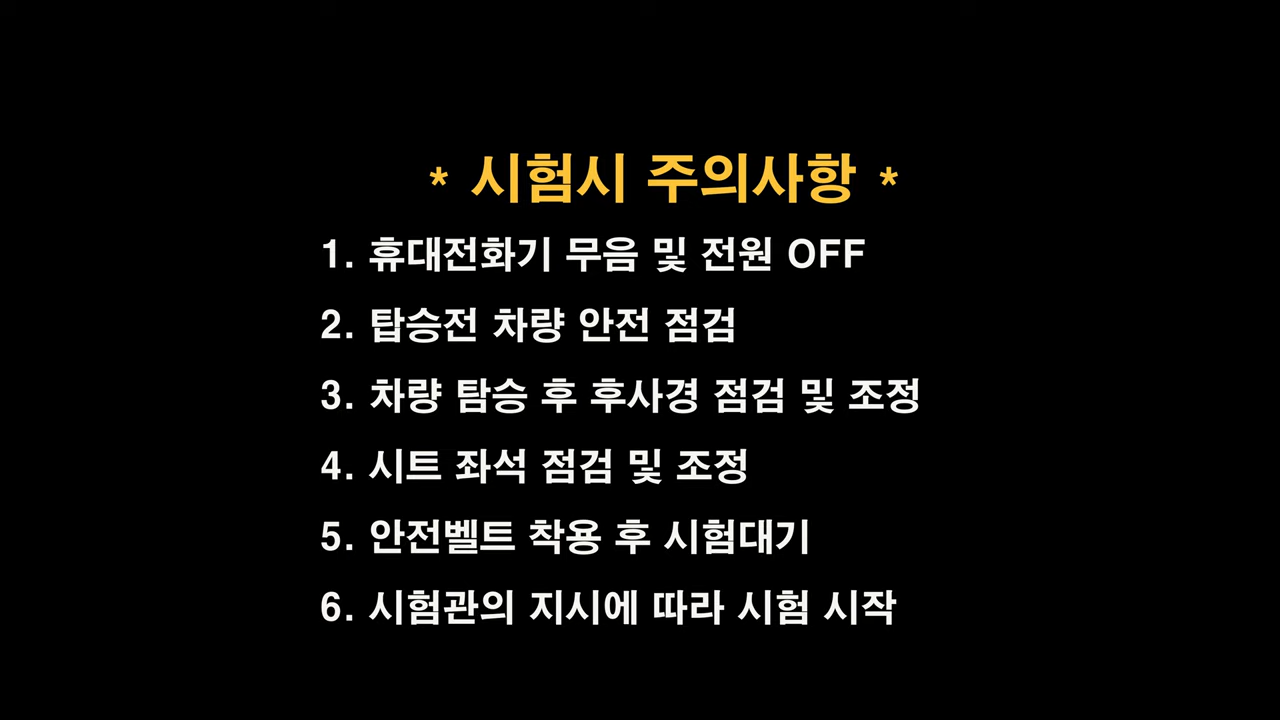 * 시험시 주의사항 *
1. 휴대전화기 무음 및 전원 OFF
2. 탑승전 차량 안전 점검
3. 차량 탐승 후 후사경 점검 및 조정
4. 시트 좌석 점검 및 조정
5. 안전벨트 착용 후 시험대기
6. 시험관의 지시에 따라 시험 시작